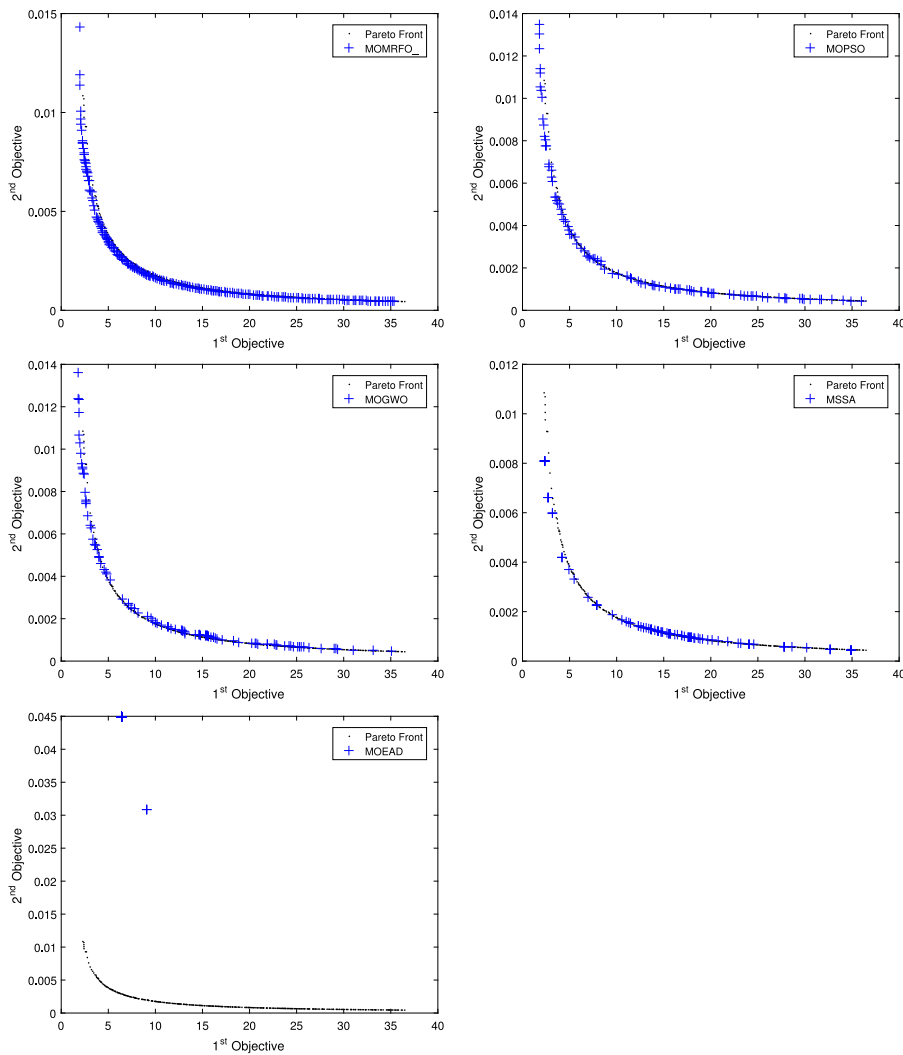 0.015
0.01
0.005
0
0 5 10 15 20 25 30 35 40
1st Objective
2nd Objective
Pareto Front
MOMRFO_
0.014
0.012
0.01
0.008
0.006
0.004
0.002
0
0 5 10 15 20 25 30 35 40
1st Objective
2nd Objective
Pareto Front
MOPSO
0.014
0.012
0.01
0.008
0.006
0.004
0.002
0
0 5 10 15 20 25 30 35 40
1st Objective
2nd Objective
Pareto Front
MOGWO
0.012
0.01
0.008
0.006
0.004
0.002
0
0 5 10 15 20 25 30 35 40
1st Objective
2nd Objective
Pareto Front
MSSA
0.045
0.04
0.035
0.03
0.025
0.02
0.015
0.01
0.005
0
0 5 10 15 20 25 30 35 40
1st Objective
2nd Objective
Pareto Front
MOEAD